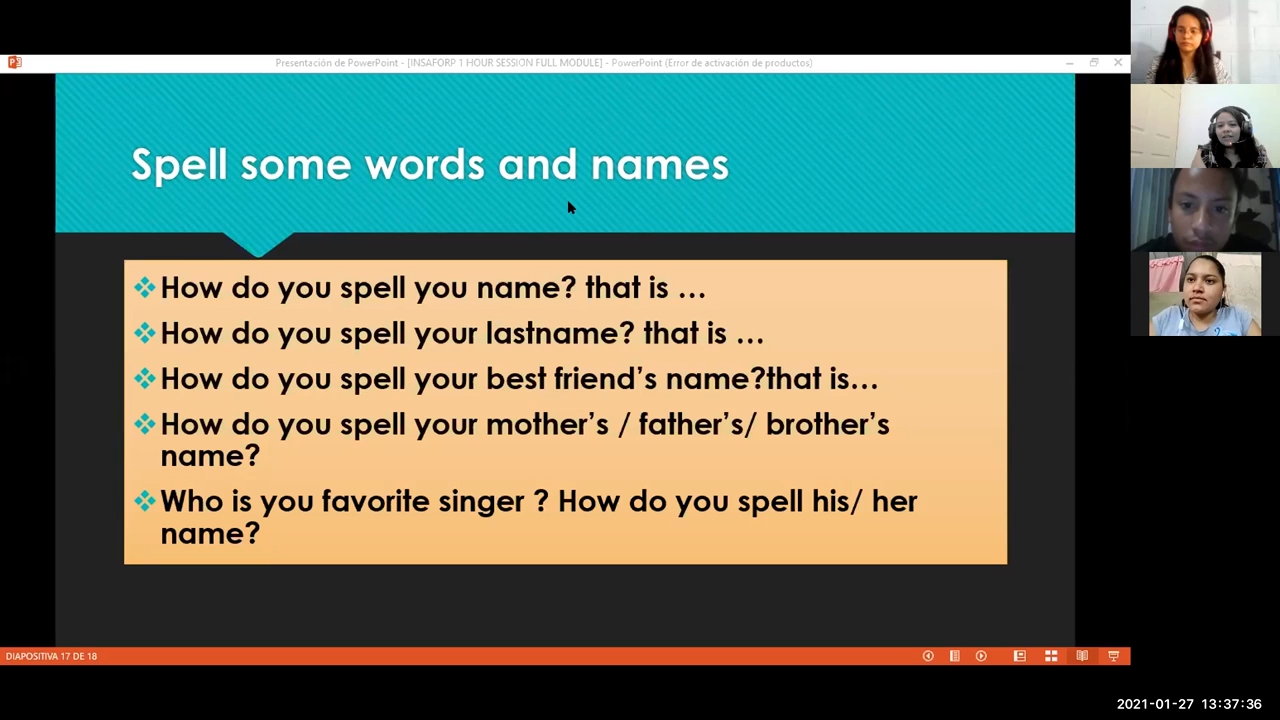 Presentación de PowerPoint - [INSAFORP 1 HOUR SESSION FULL MODULE] - PowerPoint (Error de activación de productos)
Spell some words and names
How do you spell you name? that is ...
How do you spell your lastname? that is ...
How do you spell your best friend's name?that is...
How do you spell your mother's / father's/ brother's
name?
Who is you favorite singer ? How do you spell his/ her
name?
DIAPOSITIVA 17 DE 18
2021-01-27 13:37:36